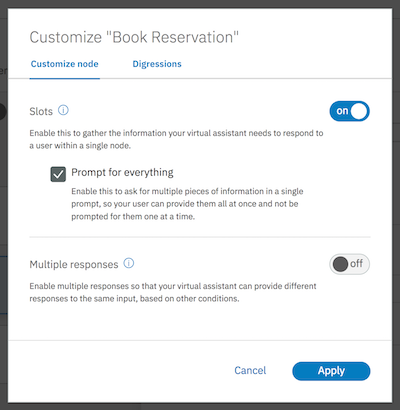 Customize "Book Reservation"
Customize node
Digressions
Slots
on
Enable this to gather the information your virtual assistant needs to respond to
a user within a single node.
Prompt for everything
Enable this to ask for multiple pieces of information in a single
prompt, so your user can provide them all at once and not be
prompted for them one at a time.
Multiple responses
off
Enable multiple responses so that your virtual assistant can provide different
responses to the same input, based on other conditions.
Cancel
Apply